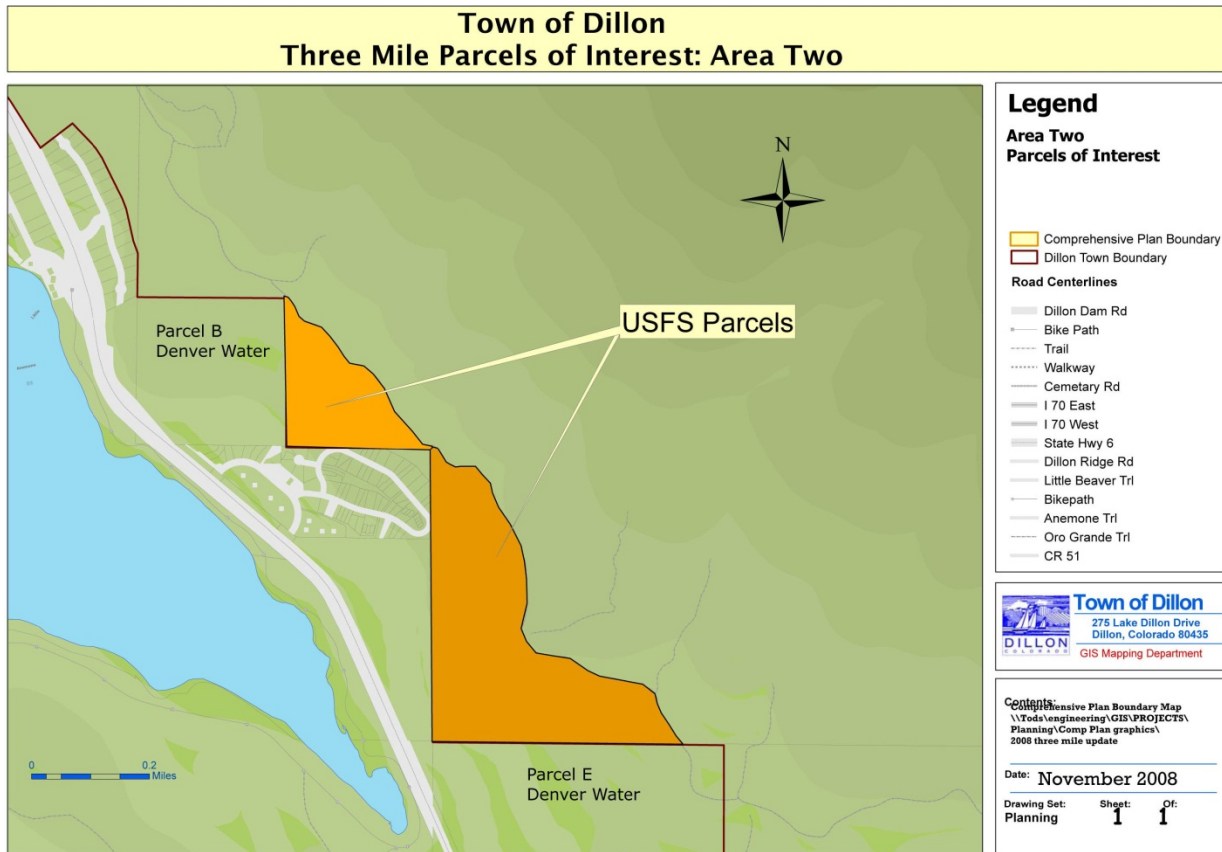 Town of Dillon
Three Mile Parcels of Interest: Area Two
N
USFS Parcels
Parcel B
Denver Water
Parcel E
Denver Water
0
0.2
Miles
Legend
Area Two
Parcels of Interest
Comprehensive Plan Boundary
Dillon Town Boundary
Road Centerlines
Dillon Dam Rd
Bike Path
Trail
Walkway
Cemetary Rd
I 70 East
I 70 West
State Hwy 6
Dillon Ridge Rd
Little Beaver Trl
Bikepath
Anemone Trl
Oro Grande Trl
CR 51
DILLON
COLORADO
Town of Dillon
275 Lake Dillon Drive
Dillon, Colorado 80435
GIS Mapping Department
Contents:
Comprehensive Plan Boundary Map
\\Tods\engineering\GIS\PROJECTS\
Planning\Comp Plan graphics\
2008 three mile update
Date: November 2008
Drawing Set: Sheet: Of:
Planning 1 1